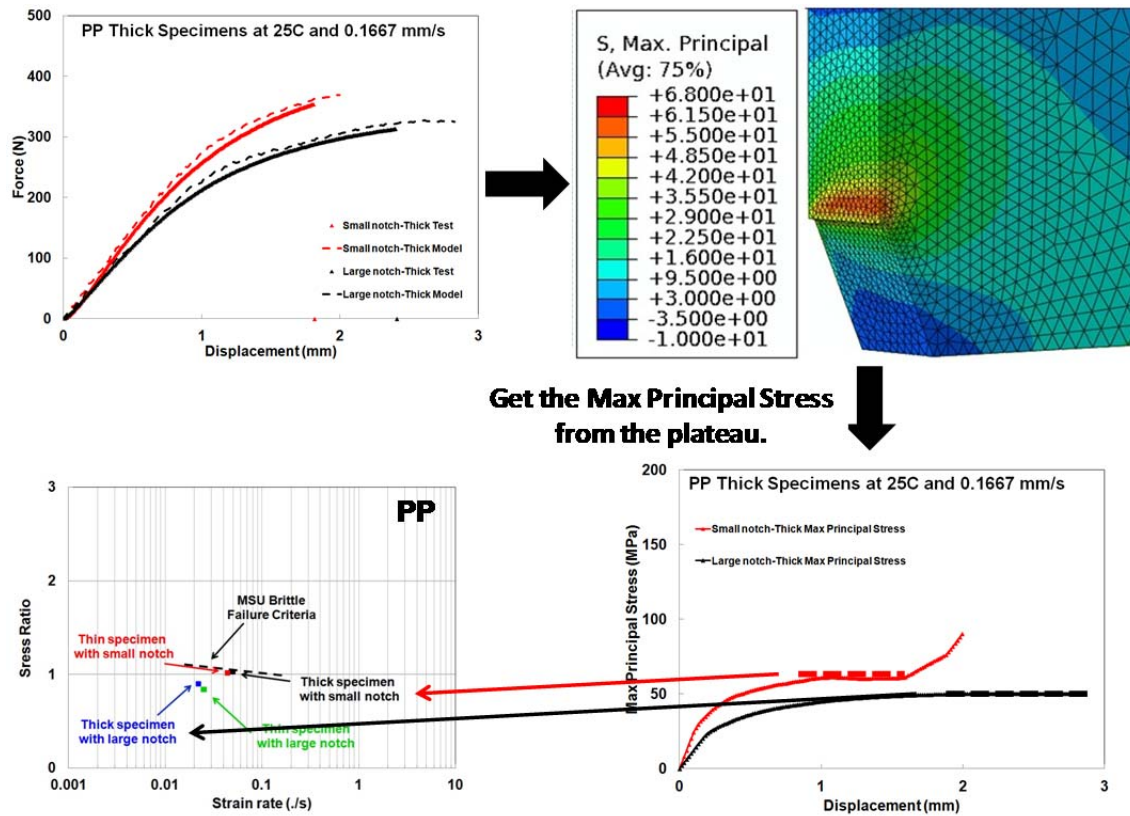 PP Thick Specimens at 25C and 0.1667 mm/s
500
400
300
200
100
0
Force (N)
0
1
2
3
Displacement (mm)
Small notch-Thick Test
Small notch-Thick Model
Large notch-Thick Test
Large notch-Thick Model
S, Max. Principal
(Avg: 75%)
+6.800e+01
+6.150e+01
+5.500e+01
+4.850e+01
+4.200e+01
+3.550e+01
+2.900e+01
+2.250e+01
+1.600e+01
+9.500e+00
+3.000e+00
-3.500e+00
-1.000e+01
Get the Max Principal Stress
from the plateau.
3
2
1
0
Sress Ratio
PP
MSU Brittle
Failure Criteria
Thin specimen
with small notch
Thick specimen
with small notch
Thick specimen
with large notch
Thin specimen
with large notch
0.001
0.01
0.1
1
10
Strain rate (./s)
PP Thick Specimens at 25C and 0.1667 mm/s
200
150
100
50
0
Max Principal Stress (MPa)
Small notch-Thick Max Principal Stress
Large notch-Thick Max Principal Stress
0
1
2
3
Displacement (mm)